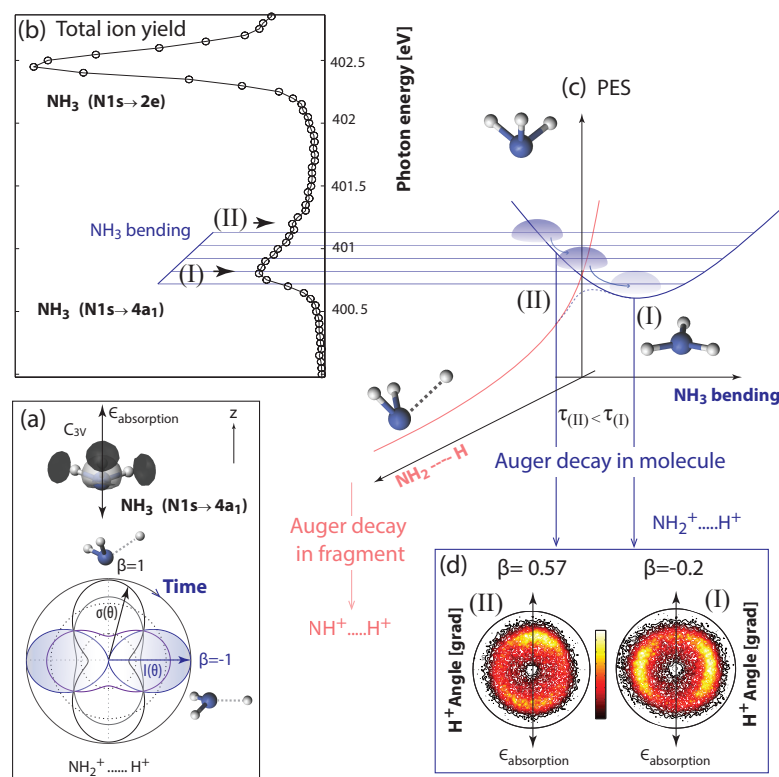 (b) Total ion yield
NH₃ (N1s→2e)
402.5
402
401.5
401
400.5
Photon energy [eV]
(II)
NH₃ bending
(I)
NH₃ (N1s→4a₁)
(c) PES
(II)
(I)
NH₃ bending
τ(II) < τ(I)
NH₂ ---- H
Auger decay in molecule
NH₂⁺.....H⁺
Auger decay
in fragment
NH⁺.....H⁺
(a)
ϵabsorption
z
C3V
NH₃ (N1s→4a₁)
β=1
Time
σ(θ)
I(θ)
β=-1
NH₂⁺...... H⁺
(d)
β= 0.57
β=-0.2
(II)
(I)
H⁺ Angle [grad]
H⁺ Angle [grad]
ϵabsorption
ϵabsorption